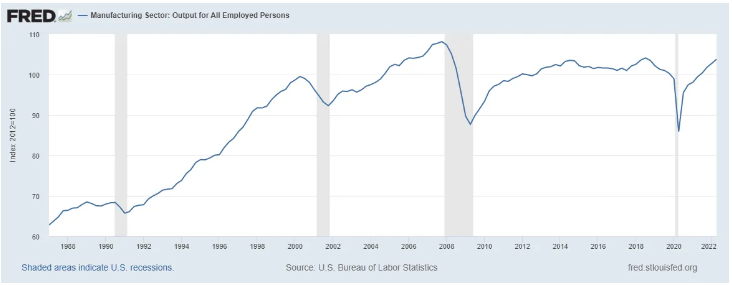 FRED — Manufacturing Sector: Output for All Employed Persons
110
100
90
80
70
60
Index 2012=100
1988 1990 1992 1994 1996 1998 2000 2002 2004 2006 2008 2010 2012 2014 2016 2018 2020 2022
Shaded areas indicate U.S. recessions. Source: U.S. Bureau of Labor Statistics fred.stlouisfed.org